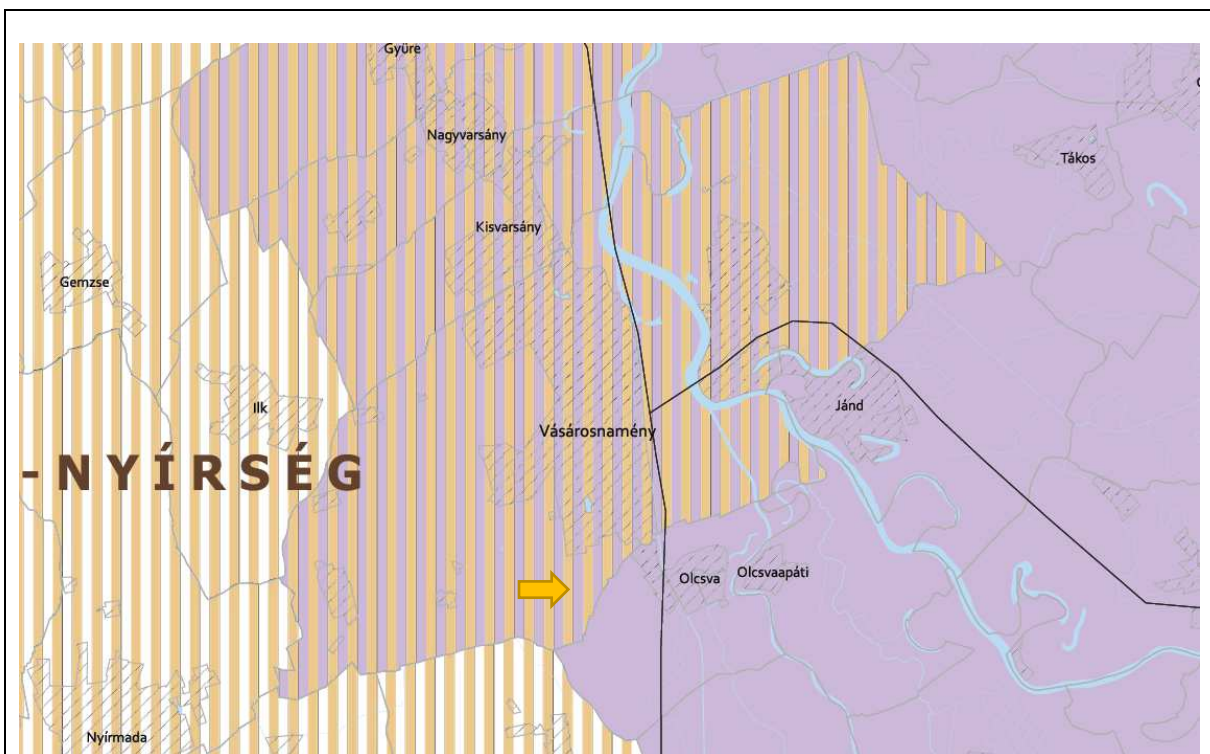 Gyüre
Nagyvarsány
Tákos
Kisvarsány
Gemzse
Ilk
Jánd
Vásárosnamény
- NYÍRSÉG
Olcsva
Olcsvaapáti
Nyírmada